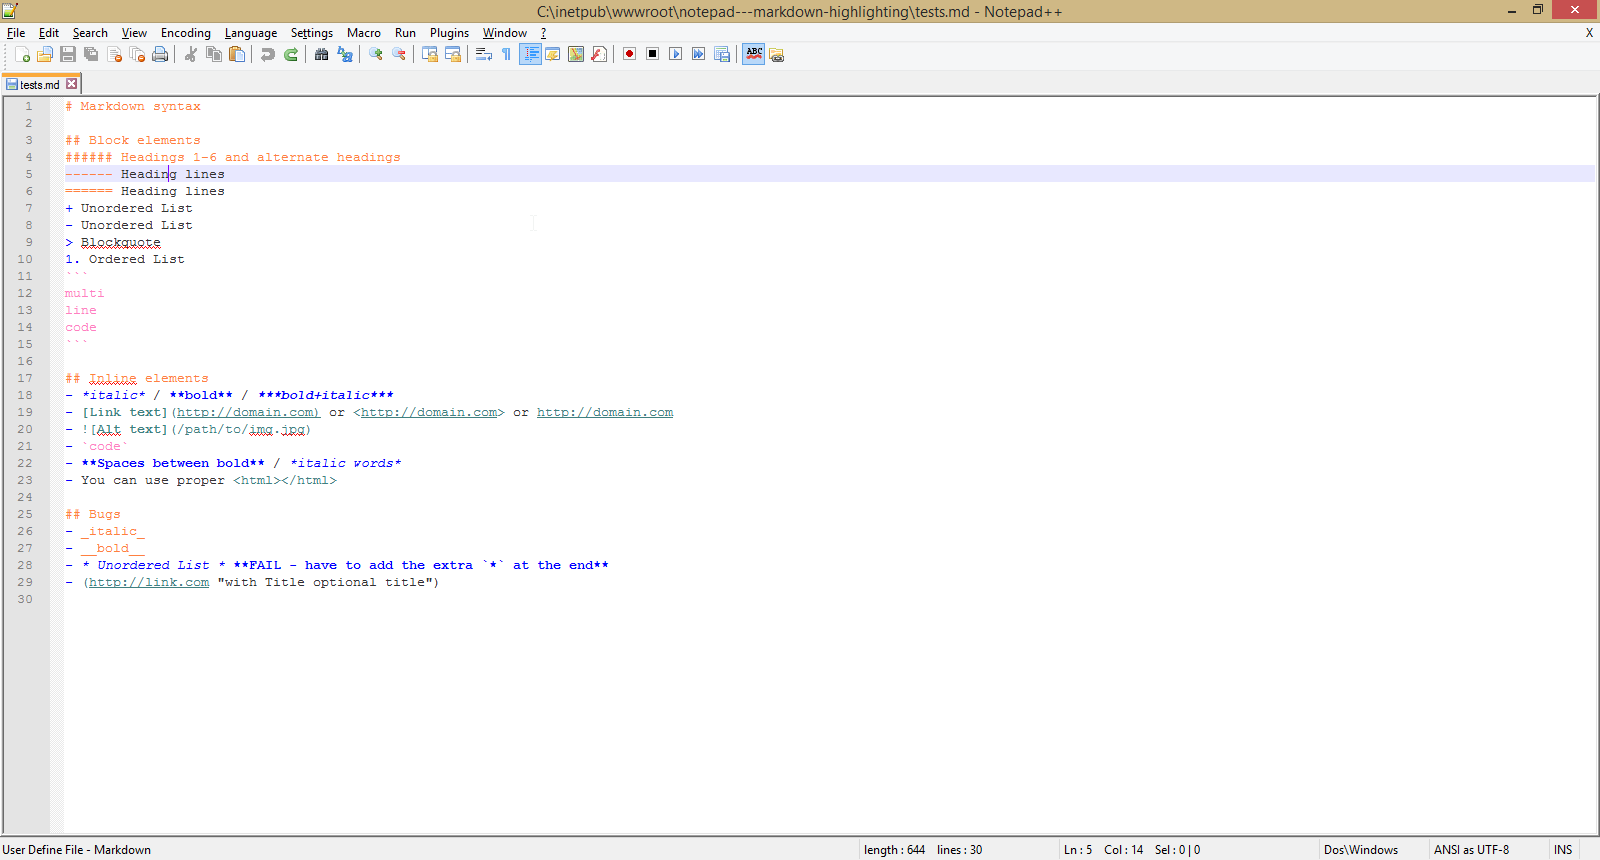 C:\inetpub\wwwroot\notepad---markdown-highlighting\tests.md - Notepad++
File Edit Search View Encoding Language Settings Macro Run Plugins Window ? X
ABC
tests.md
1 # Markdown syntax
2
3 ## Block elements
4 ###### Headings 1-6 and alternate headings
5 ------ Heading lines
6 ====== Heading lines
7 + Unordered List
8 - Unordered List
9 > Blockquote
10 1. Ordered List
11 ```
12 multi
13 line
14 code
15 ```
16
17 ## Inline elements
18 - *italic* / **bold** / ***bold+italic***
19 - [Link text](http://domain.com) or <http://domain.com> or http://domain.com
20 - ![Alt text](/path/to/img.jpg)
21 - `code`
22 - **Spaces between bold** / *italic words*
23 - You can use proper <html></html>
24
25 ## Bugs
26 - _italic_
27 - __bold__
28 - * Unordered List * **FAIL - have to add the extra `*` at the end**
29 - (http://link.com "with Title optional title")
30
User Define File - Markdown length : 644 lines : 30 Ln : 5 Col : 14 Sel : 0 | 0 Dos\Windows ANSI as UTF-8 INS